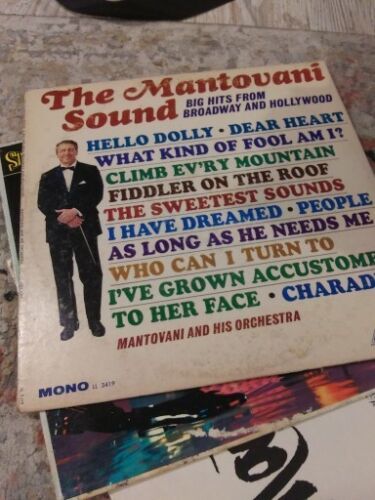 The Mantovani
Sound
BIG HITS FROM
BROADWAY AND HOLLYWOOD
HELLO DOLLY • DEAR HEART
WHAT KIND OF FOOL AM I?
CLIMB EV'RY MOUNTAIN
FIDDLER ON THE ROOF
THE SWEETEST SOUNDS
I HAVE DREAMED • PEOPLE
AS LONG AS HE NEEDS ME
WHO CAN I TURN TO
I'VE GROWN ACCUSTOME
TO HER FACE • CHARAD
MANTOVANI AND HIS ORCHESTRA
MONO LL 3419